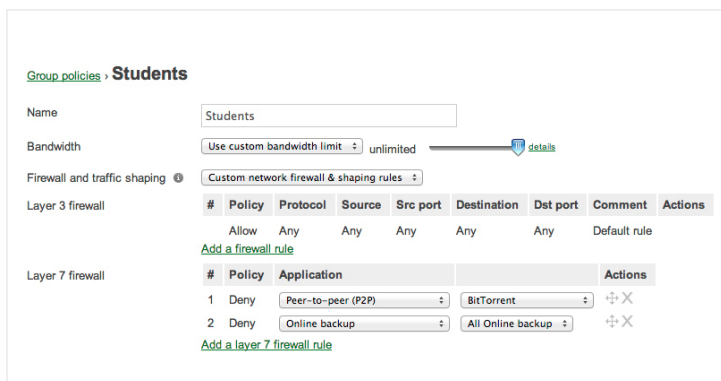 Group policies › Students
Name Students
Bandwidth Use custom bandwidth limit unlimited details
Firewall and traffic shaping i Custom network firewall & shaping rules
Layer 3 firewall # Policy Protocol Source Src port Destination Dst port Comment Actions
Allow Any Any Any Any Any Default rule
Add a firewall rule
Layer 7 firewall # Policy Application Actions
1 Deny Peer-to-peer (P2P) BitTorrent
2 Deny Online backup All Online backup
Add a layer 7 firewall rule